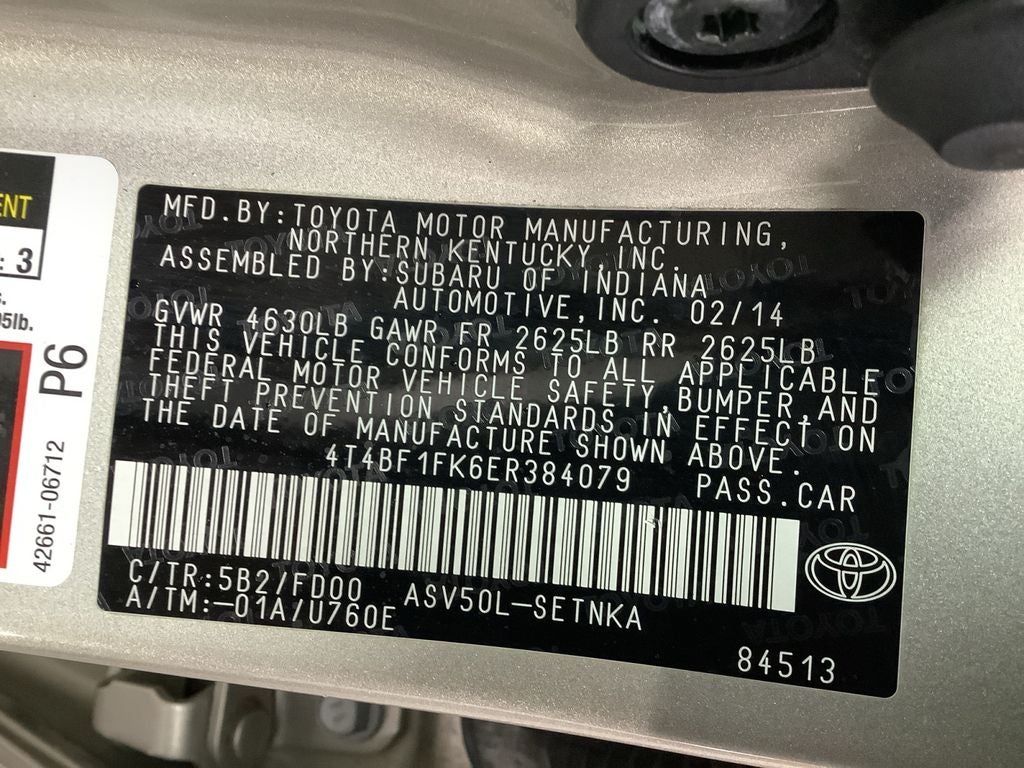 ENT
: 3
s.
95lb.
P6
42661-06712
MFD.BY:TOYOTA MOTOR MANUFACTURING,
NORTHERN KENTUCKY,INC.
ASSEMBLED BY:SUBARU OF INDIANA
AUTOMOTIVE,INC. 02/14
GVWR 4630LB GAWR FR 2625LB RR 2625LB
THIS VEHICLE CONFORMS TO ALL APPLICABLE
FEDERAL MOTOR VEHICLE SAFETY,BUMPER,AND
THEFT PREVENTION STANDARDS IN EFFECT ON
THE DATE OF MANUFACTURE SHOWN ABOVE.
4T4BF1FK6ER384079 PASS.CAR
C/TR:5B2/FD00 ASV50L-SETNKA
A/TM:-01A/U760E
84513